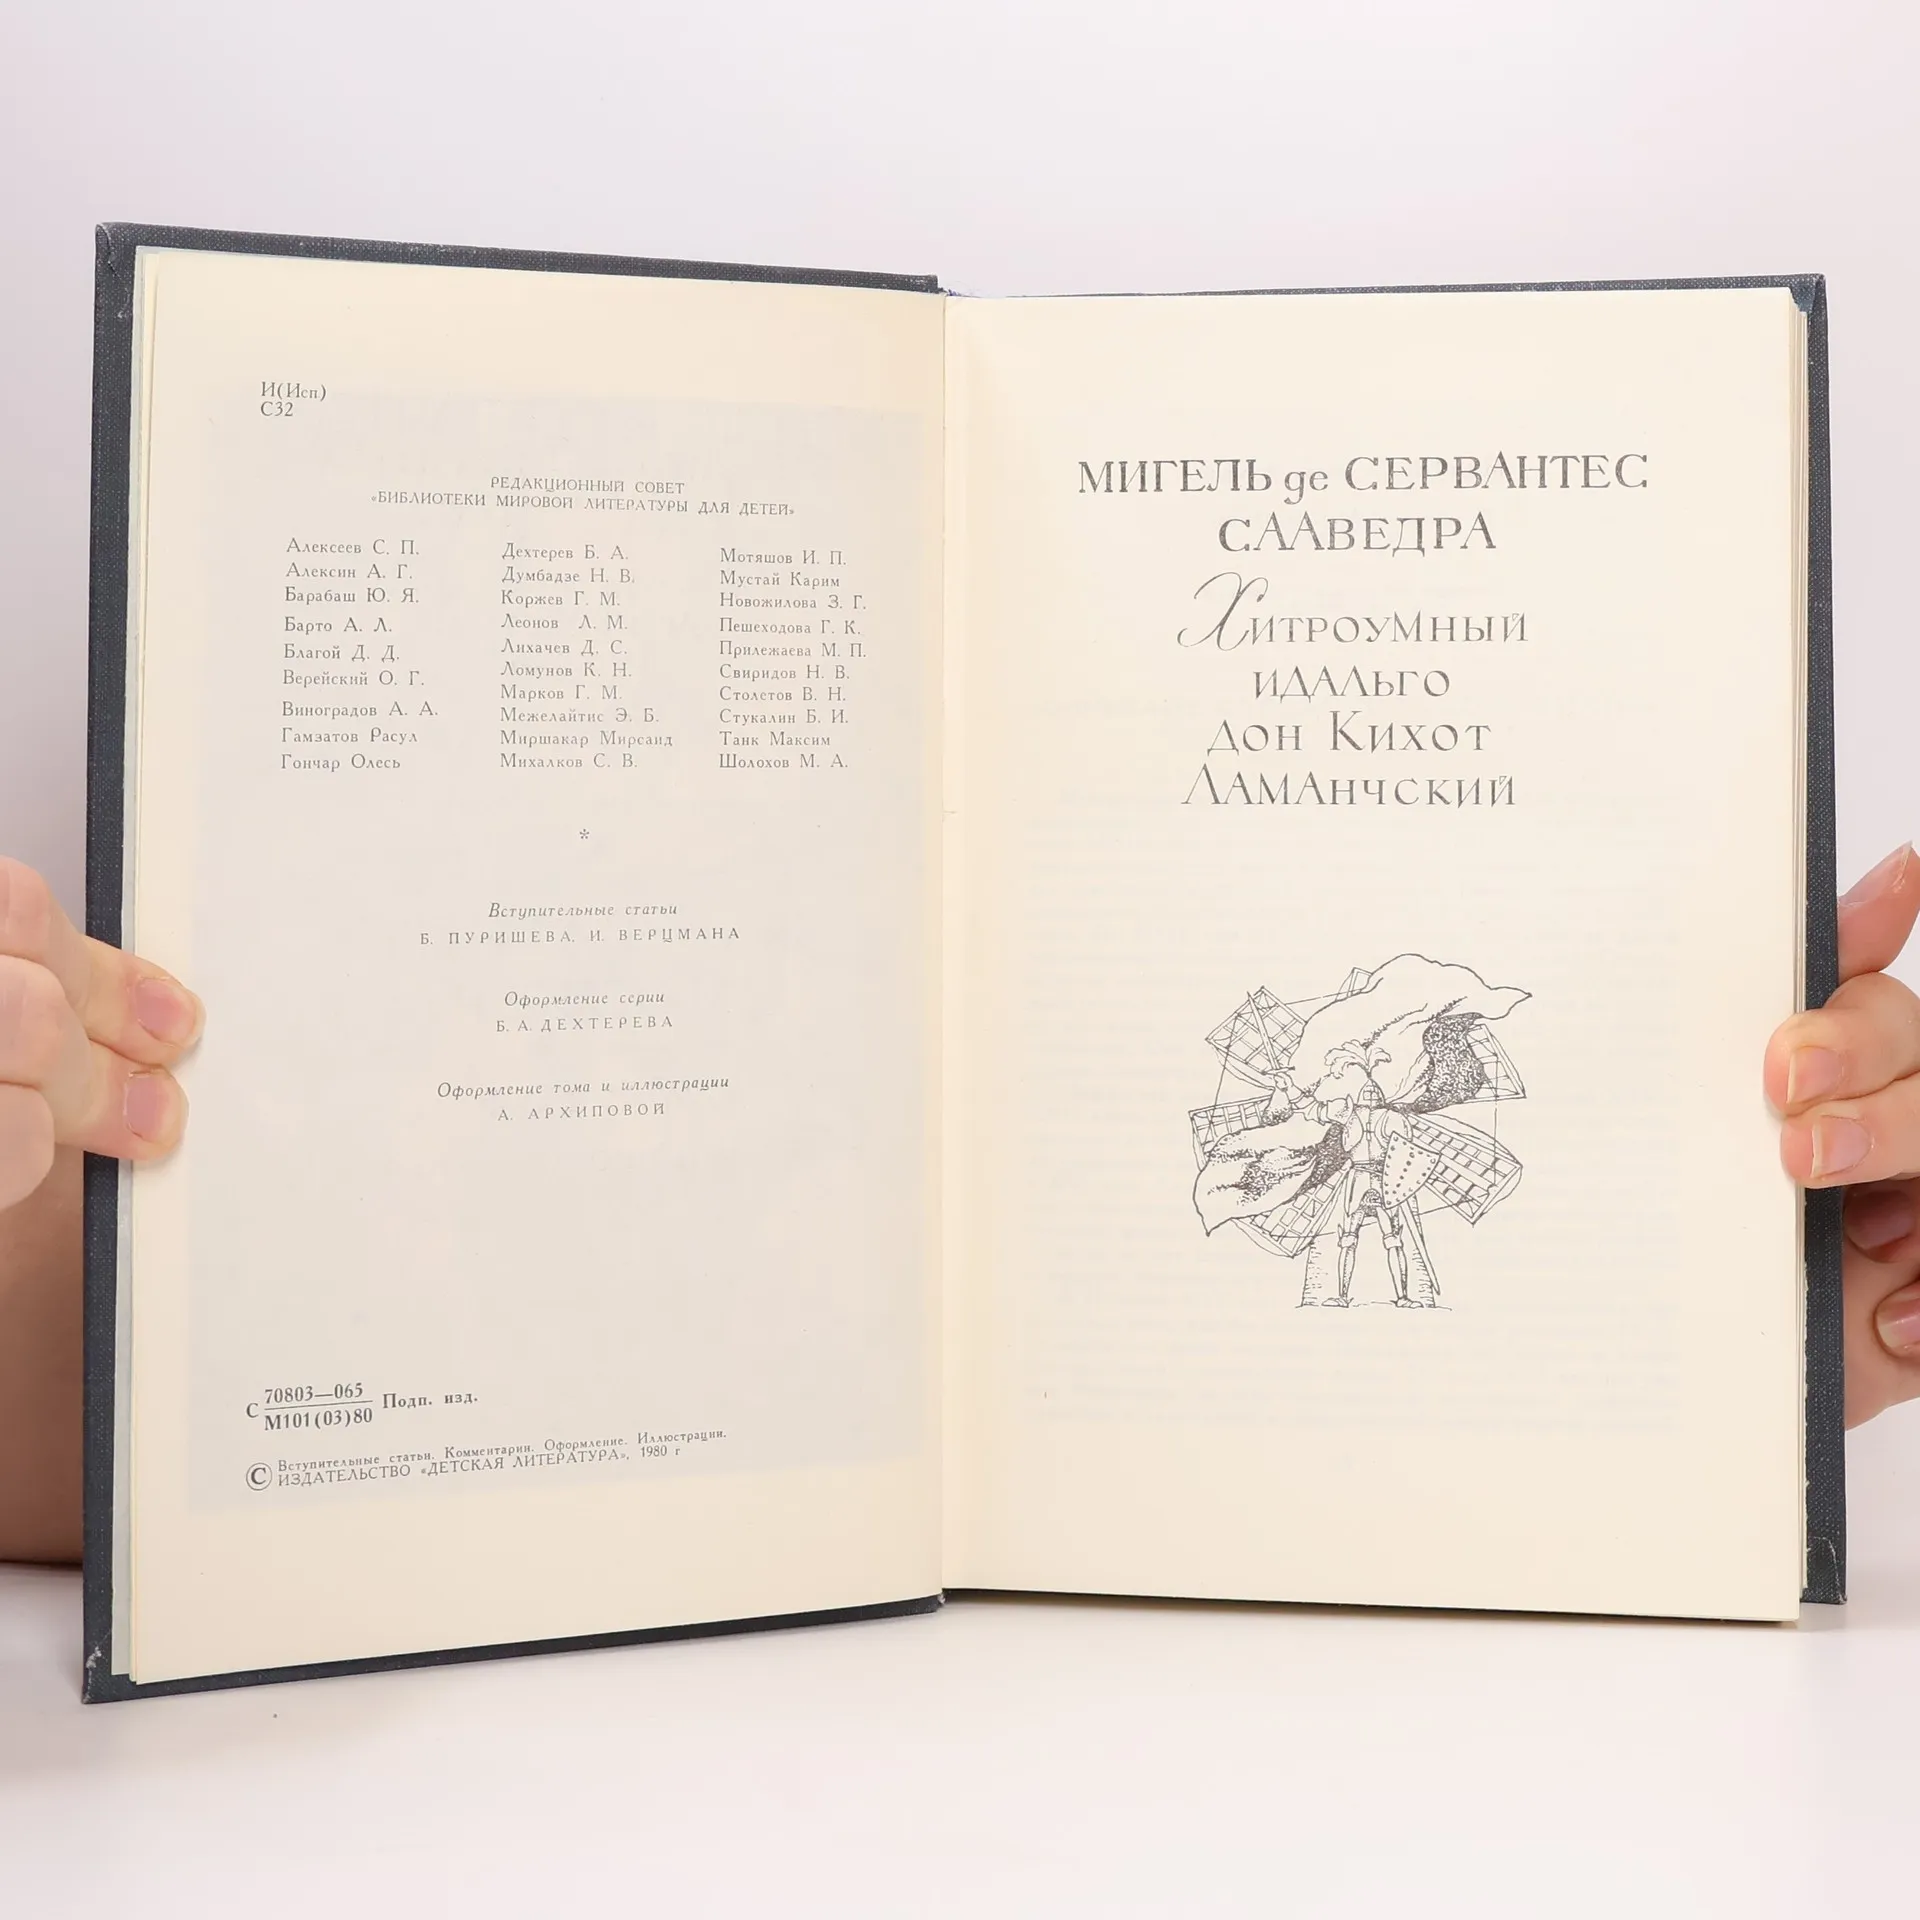 И(Исп)
С32
РЕДАКЦИОННЫЙ СОВЕТ
«БИБЛИОТЕКИ МИРОВОЙ ЛИТЕРАТУРЫ ДЛЯ ДЕТЕЙ»
Алексеев С. П.
Алексин А. Г.
Барабаш Ю. Я.
Барто А. Л.
Благой Д. Д.
Верейский О. Г.
Виноградов А. А.
Гамзатов Расул
Гончар Олесь
Дехтерев Б. А.
Думбадзе Н. В.
Коржев Г. М.
Леонов Л. М.
Лихачев Д. С.
Ломунов К. Н.
Марков Г. М.
Межелайтис Э. Б.
Миршакар Мирсаид
Михалков С. В.
Мотяшов И. П.
Мустай Карим
Новожилова З. Г.
Пешеходова Г. К.
Прилежаева М. П.
Свиридов Н. В.
Столетов В. Н.
Стукалин Б. И.
Танк Максим
Шолохов М. А.
*
Вступительные статьи
Б. ПУРИШЕВА, И. ВЕРЦМАНА
Оформление серии
Б. А. ДЕХТЕРЕВА
Оформление тома и иллюстрации
А. АРХИПОВОЙ
С 70803—065
М101(03)80 Подп. изд.
© Вступительные статьи. Комментарии. Оформление. Иллюстрации.
ИЗДАТЕЛЬСТВО «ДЕТСКАЯ ЛИТЕРАТУРА», 1980 г
МИГЕЛЬ де СЕРВАНТЕС
СААВЕДРА
ХИТРОУМНЫЙ
ИДАЛЬГО
ДОН КИХОТ
ЛАМАНЧСКИЙ